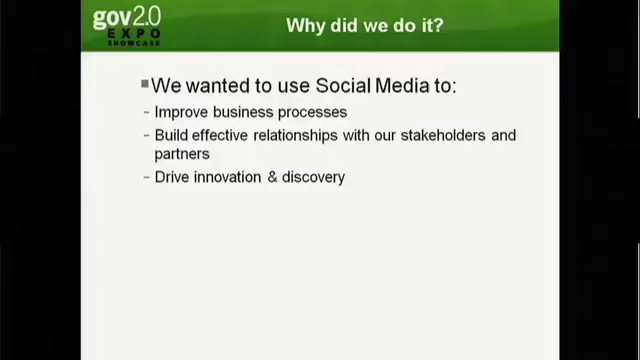 gov2.0
EXPO
SHOWCASE
Why did we do it?
We wanted to use Social Media to:
- Improve business processes
- Build effective relationships with our stakeholders and
partners
- Drive innovation & discovery